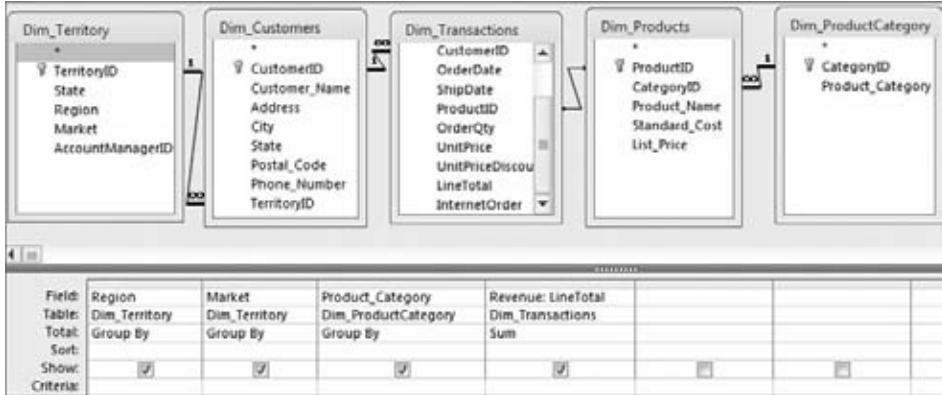 Dim_Territory
*
TerritoryID
State
Region
Market
AccountManagerID
1
∞
Dim_Customers
*
CustomerID
Customer_Name
Address
City
State
Postal_Code
Phone_Number
TerritoryID
∞
1
Dim_Transactions
CustomerID
OrderDate
ShipDate
ProductID
OrderQty
UnitPrice
UnitPriceDiscou
LineTotal
InternetOrder
Dim_Products
*
ProductID
CategoryID
Product_Name
Standard_Cost
List_Price
1
∞
Dim_ProductCategory
*
CategoryID
Product_Category
Field: Region Market Product_Category Revenue: LineTotal
Table: Dim_Territory Dim_Territory Dim_ProductCategory Dim_Transactions
Total: Group By Group By Group By Sum
Sort:
Show:
Criteria: